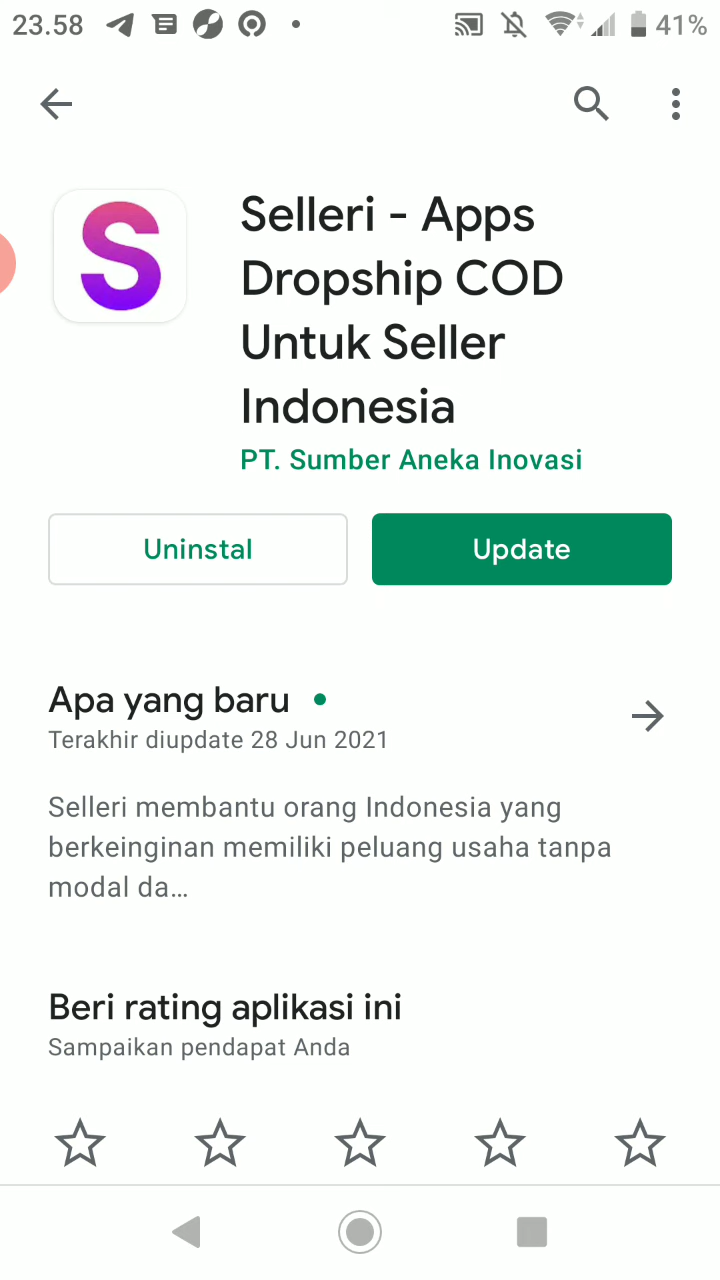 23.58
41%
S
Selleri - Apps
Dropship COD
Untuk Seller
Indonesia
PT. Sumber Aneka Inovasi
Uninstal
Update
Apa yang baru
Terakhir diupdate 28 Jun 2021
Selleri membantu orang Indonesia yang
berkeinginan memiliki peluang usaha tanpa
modal da…
Beri rating aplikasi ini
Sampaikan pendapat Anda